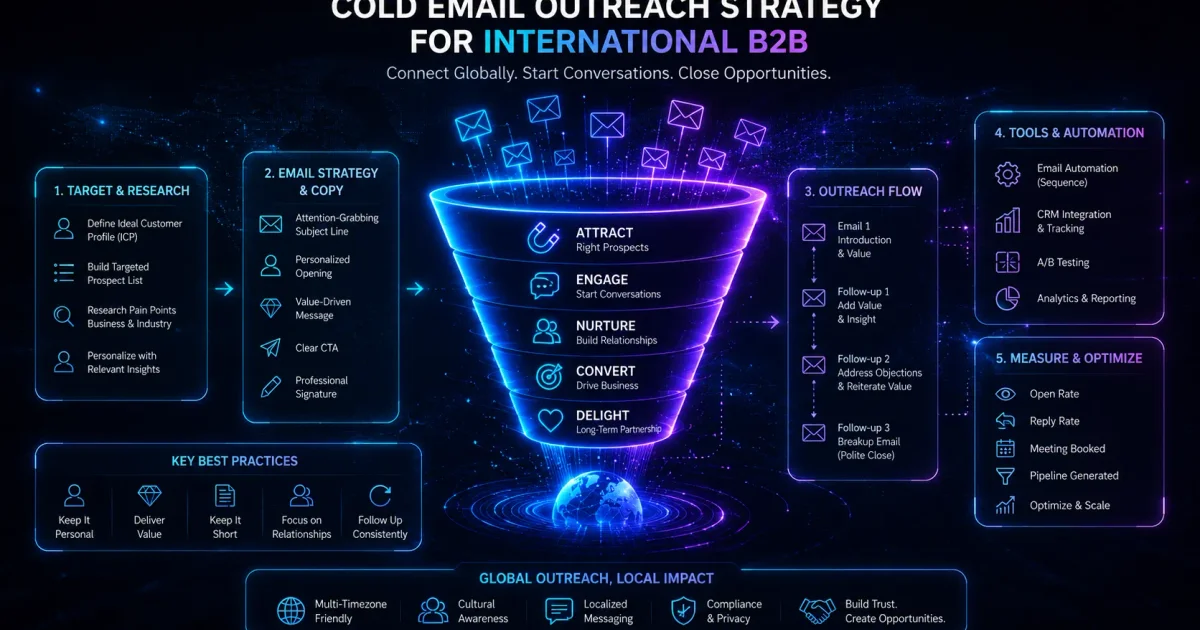 COLD EMAIL OUTREACH STRATEGY
FOR INTERNATIONAL B2B
Connect Globally. Start Conversations. Close Opportunities.
1. TARGET & RESEARCH
Define Ideal Customer
Profile (ICP)
Build Targeted
Prospect List
Research Pain Points
Business & Industry
Personalize with
Relevant Insights
2. EMAIL STRATEGY
& COPY
Attention-Grabbing
Subject Line
Personalized
Opening
Value-Driven
Message
Clear CTA
Professional
Signature
ATTRACT
Right Prospects
ENGAGE
Start Conversations
NURTURE
Build Relationships
CONVERT
Drive Business
DELIGHT
Long-Term Partnership
3. OUTREACH FLOW
Email 1
Introduction
& Value
Follow-up 1
Add Value
& Insight
Follow-up 2
Address Objections
& Reiterate Value
Follow-up 3
Breakup Email
(Polite Close)
4. TOOLS & AUTOMATION
Email Automation
(Sequence)
CRM Integration
& Tracking
A/B Testing
Analytics & Reporting
5. MEASURE & OPTIMIZE
Open Rate
Reply Rate
Meeting Booked
Pipeline Generated
Optimize & Scale
KEY BEST PRACTICES
Keep It
Personal
Deliver
Value
Keep It
Short
Focus on
Relationships
Follow Up
Consistently
GLOBAL OUTREACH, LOCAL IMPACT
Multi-Timezone
Friendly
Cultural
Awareness
Localized
Messaging
Compliance
& Privacy
Build Trust.
Create Opportunities.